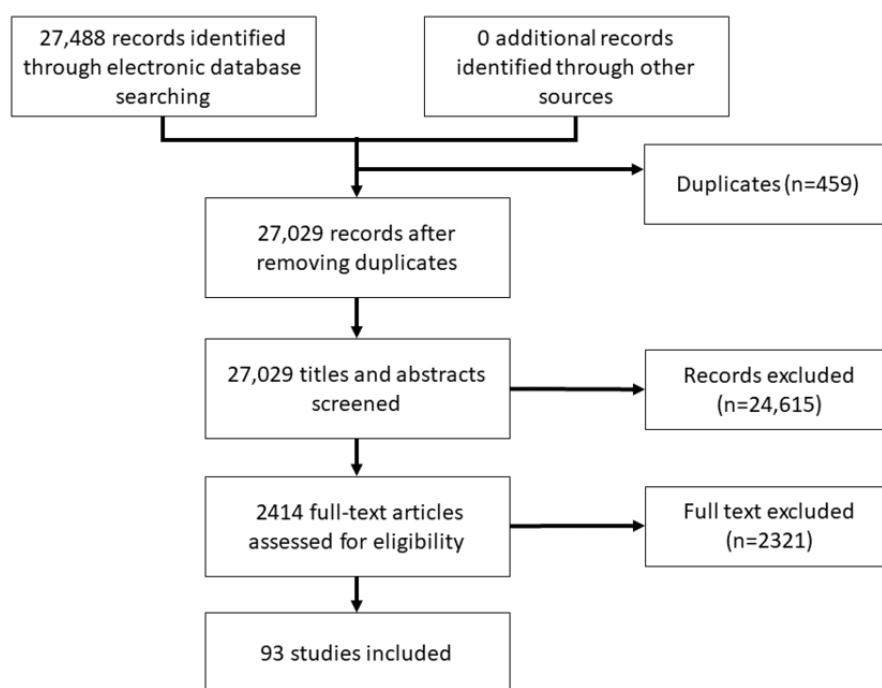 27,488 records identified
through electronic database
searching
0 additional records
identified through other
sources
Duplicates (n=459)
27,029 records after
removing duplicates
27,029 titles and abstracts
screened
Records excluded
(n=24,615)
2414 full-text articles
assessed for eligibility
Full text excluded
(n=2321)
93 studies included